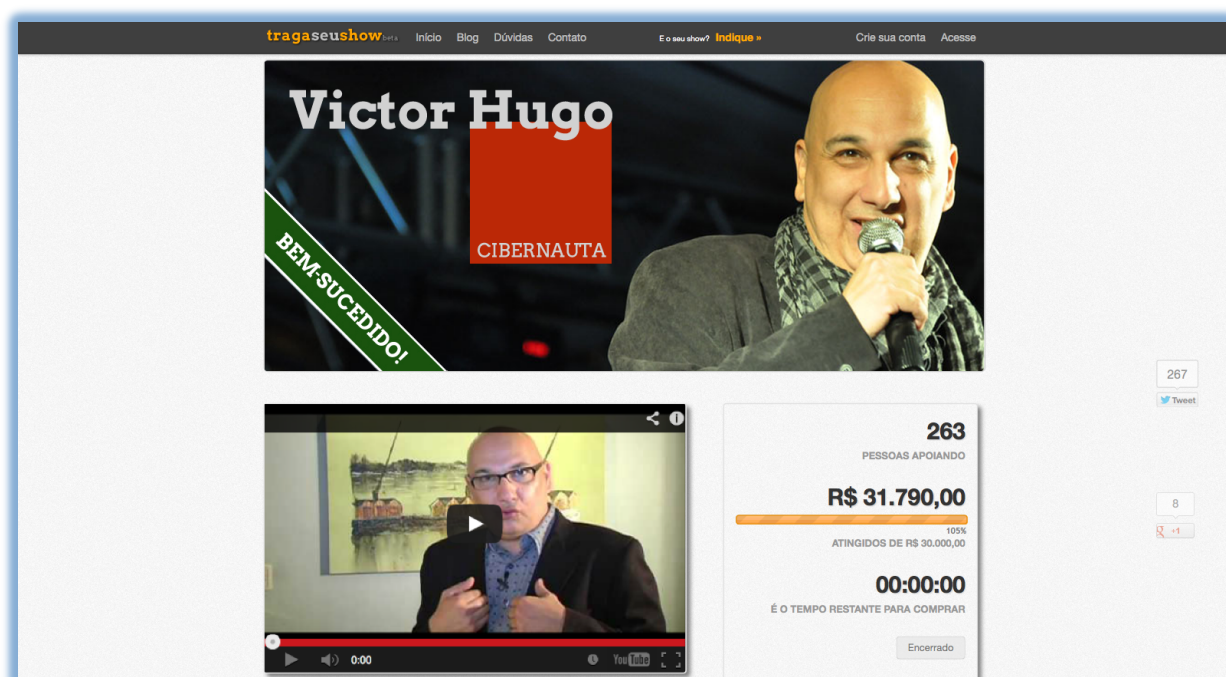 tragaseushow beta Início Blog Dúvidas Contato E o seu show? Indique » Crie sua conta Acesse
Victor Hugo
CIBERNAUTA
BEM-SUCEDIDO!
267
Tweet
263
PESSOAS APOIANDO
R$ 31.790,00
105%
ATINGIDOS DE R$ 30.000,00
8
+1
00:00:00
É O TEMPO RESTANTE PARA COMPRAR
Encerrado
0:00 YouTube